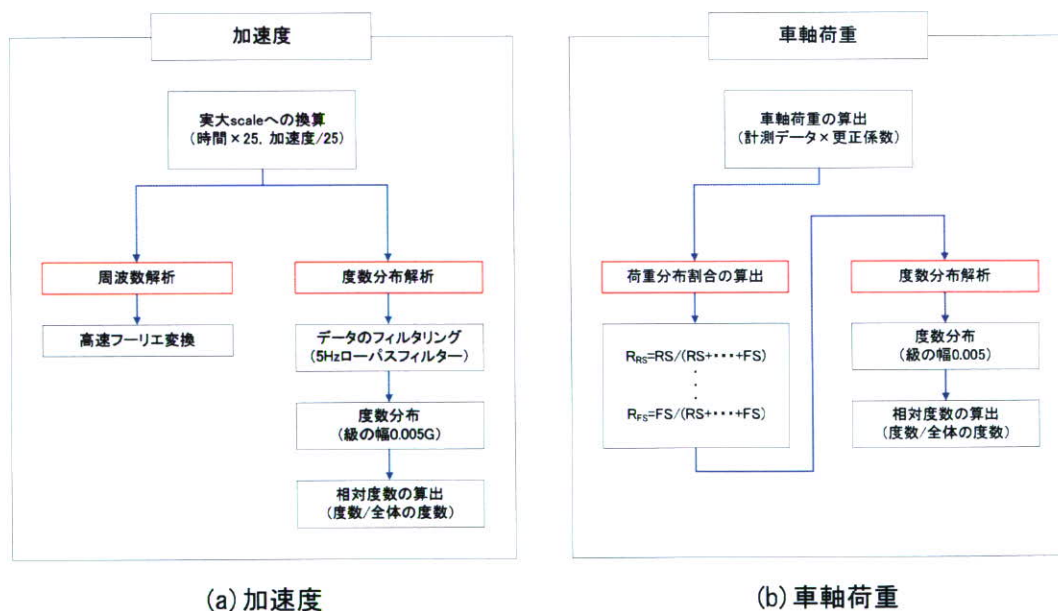 加速度
実大scaleへの換算
(時間×25, 加速度/25)
周波数解析
高速フーリエ変換
度数分布解析
データのフィルタリング
(5Hzローパスフィルター)
度数分布
(級の幅0.005G)
相対度数の算出
(度数/全体の度数)
(a)加速度
車軸荷重
車軸荷重の算出
(計測データ×更正係数)
荷重分布割合の算出
RRS=RS/(RS+・・・+FS)
・
・
RFS=FS/(RS+・・・+FS)
度数分布解析
度数分布
(級の幅0.005)
相対度数の算出
(度数/全体の度数)
(b)車軸荷重